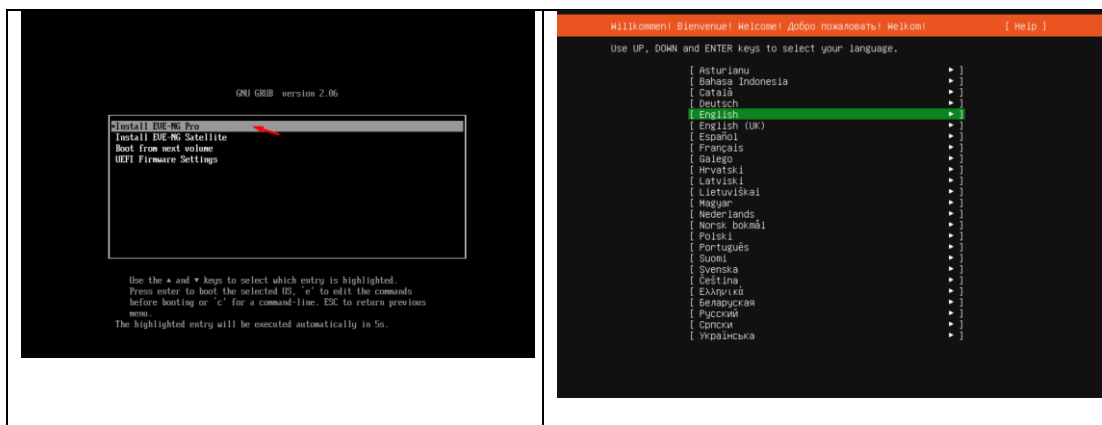 GNU GRUB version 2.06
*Install EVE-NG Pro
Install EVE-NG Satellite
Boot from next volume
UEFI Firmware Settings
Use the ▲ and ▼ keys to select which entry is highlighted.
Press enter to boot the selected OS, `e' to edit the commands
before booting or `c' for a command-line. ESC to return previous
menu.
The highlighted entry will be executed automatically in 5s.
Willkommen! Bienvenue! Welcome! Добро пожаловать! Welkom! [ Help ]
Use UP, DOWN and ENTER keys to select your language.
[ Asturianu ► ]
[ Bahasa Indonesia ► ]
[ Català ► ]
[ Deutsch ► ]
[ English ► ]
[ English (UK) ► ]
[ Español ► ]
[ Français ► ]
[ Galego ► ]
[ Hrvatski ► ]
[ Latviski ► ]
[ Lietuviškai ► ]
[ Magyar ► ]
[ Nederlands ► ]
[ Norsk bokmål ► ]
[ Polski ► ]
[ Português ► ]
[ Suomi ► ]
[ Svenska ► ]
[ Čeština ► ]
[ Ελληνικά ► ]
[ Беларуская ► ]
[ Русский ► ]
[ Српски ► ]
[ Українська ► ]